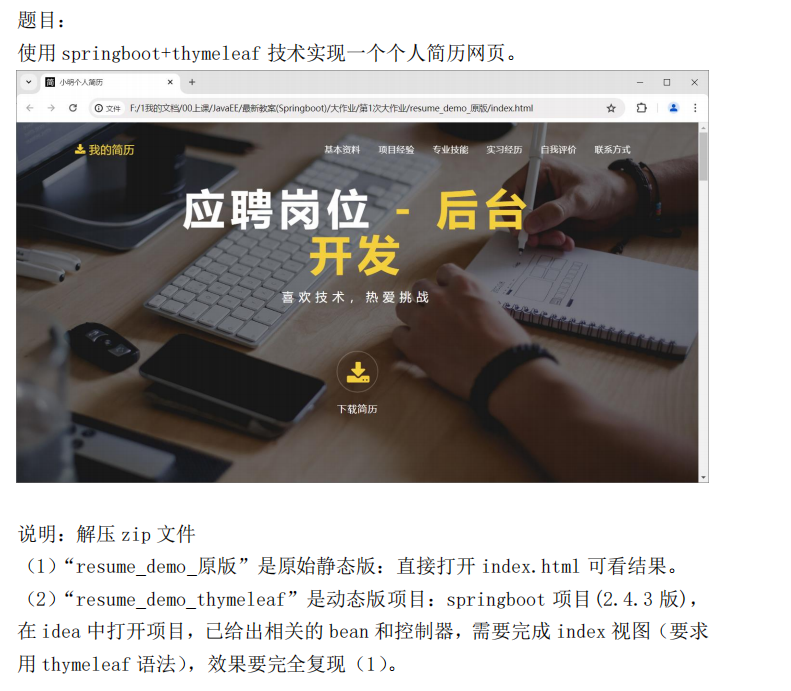 题目：
使用 springboot+thymeleaf 技术实现一个个人简历网页。
简 小明个人简历
文件 F:/1我的文档/00上课/JavaEE/最新教案(Springboot)/大作业/第1次大作业/resume_demo_原版/index.html
我的简历 基本资料 项目经验 专业技能 实习经历 自我评价 联系方式
应聘岗位 - 后台
开发
喜欢技术，热爱挑战
下载简历
说明：解压 zip 文件
（1）“resume_demo_原版”是原始静态版：直接打开 index.html 可看结果。
（2）“resume_demo_thymeleaf”是动态版项目：springboot 项目(2.4.3 版)，
在 idea 中打开项目，已给出相关的 bean 和控制器，需要完成 index 视图（要求
用 thymeleaf 语法），效果要完全复现（1）。